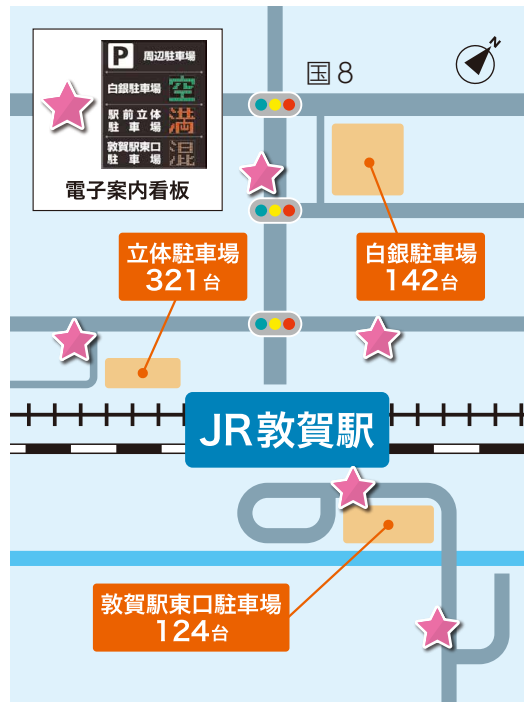 P 周辺駐車場
白銀駐車場 空
駅前立体
駐車場 満
敦賀駅東口
駐車場 混
電子案内看板
国8
N
立体駐車場
321台
白銀駐車場
142台
JR敦賀駅
敦賀駅東口駐車場
124台